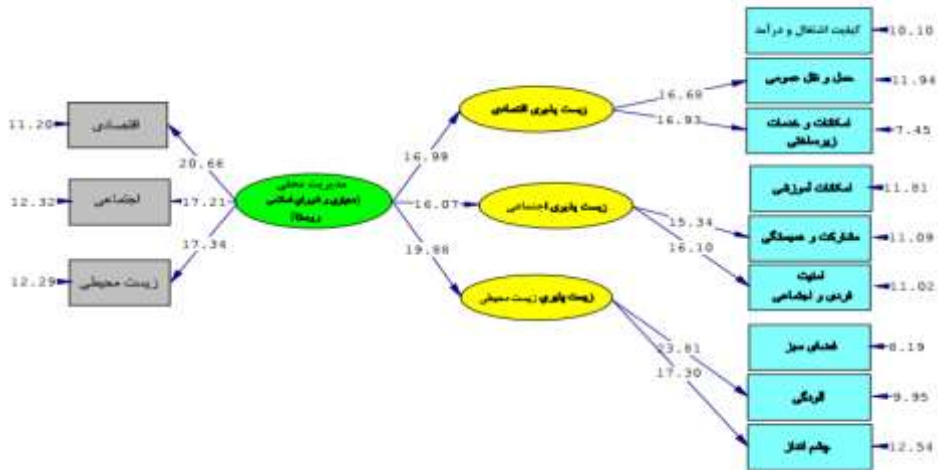 کیفیت اشتغال و درآمد
10.10
حمل و نقل عمومی
11.94
امکانات و خدمات
زیرساختی
7.45
زیست پذیری اقتصادی
16.68
16.93
اقتصادی
11.20
20.66
16.99
مدیریت محلی
(دهیاری و شورای اسلامی
روستا)
اجتماعی
12.32
17.21
16.07
زیست پذیری اجتماعی
امکانات آموزشی
11.81
15.34
مشارکت و همبستگی
11.09
16.10
امنیت
فردی و اجتماعی
11.02
17.34
19.88
زیست محیطی
12.29
زیست پذیری زیست محیطی
فضای سبز
8.19
23.81
17.30
آلودگی
9.95
چشم انداز
12.54